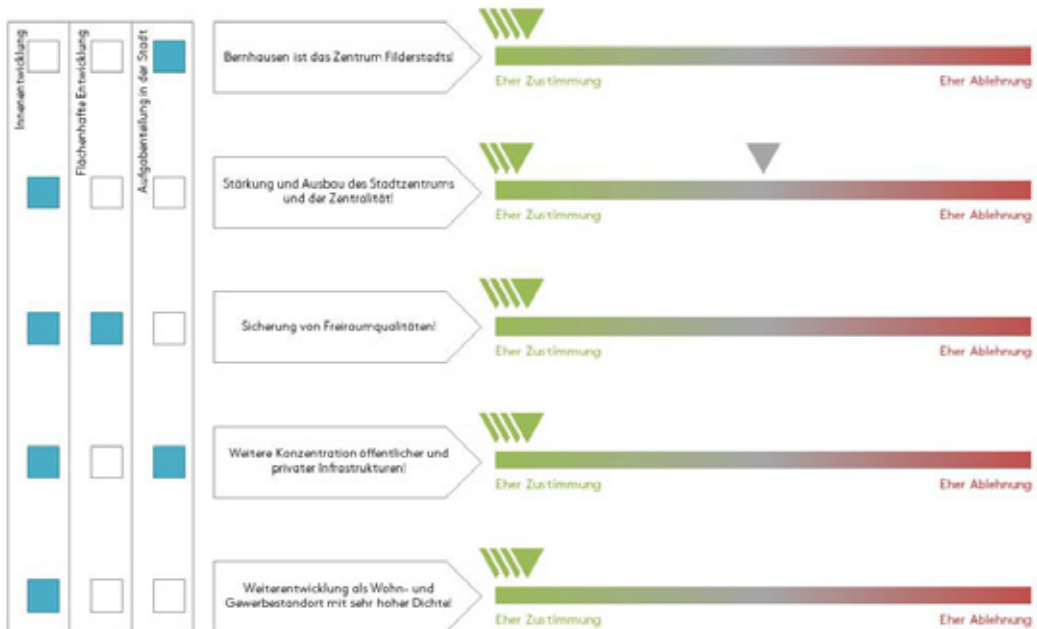 Innenentwicklung
Flächenhafte Entwicklung
Aufgabenteilung in der Stadt
Bernhausen ist das Zentrum Filderstadts!
Eher Zustimmung
Eher Ablehnung
Stärkung und Ausbau des Stadtzentrums
und der Zentralität!
Eher Zustimmung
Eher Ablehnung
Sicherung von Freiraumqualitäten!
Eher Zustimmung
Eher Ablehnung
Weitere Konzentration öffentlicher und
privater Infrastrukturen!
Eher Zustimmung
Eher Ablehnung
Weiterentwicklung als Wohn- und
Gewerbestandort mit sehr hoher Dichte!
Eher Zustimmung
Eher Ablehnung